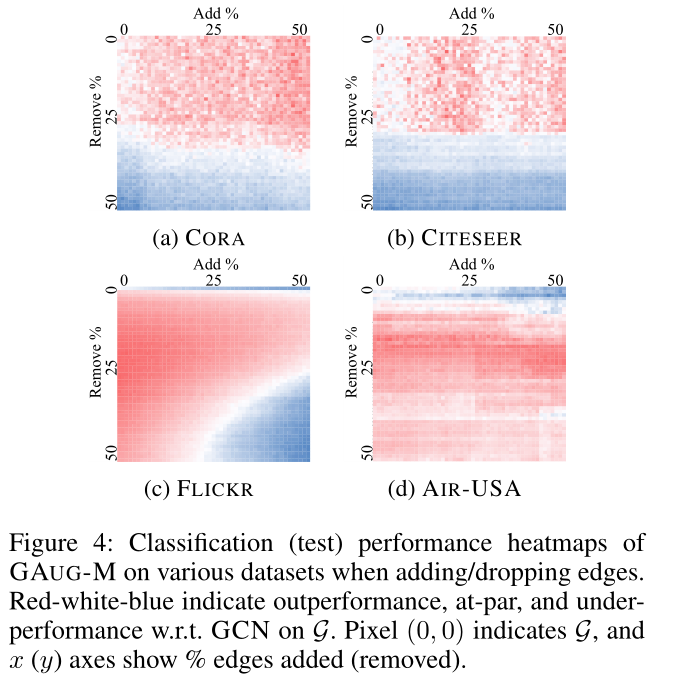 Add %
0 25 50
Remove %
0
25
50
(a) CORA
Add %
0 25 50
Remove %
0
25
50
(b) CITESEER
Add %
0 25 50
Remove %
0
25
50
(c) FLICKR
Add %
0 25 50
Remove %
0
25
50
(d) AIR-USA
Figure 4: Classification (test) performance heatmaps of
GAUG-M on various datasets when adding/dropping edges.
Red-white-blue indicate outperformance, at-par, and under-
performance w.r.t. GCN on 𝒢. Pixel (0, 0) indicates 𝒢, and
x (y) axes show % edges added (removed).